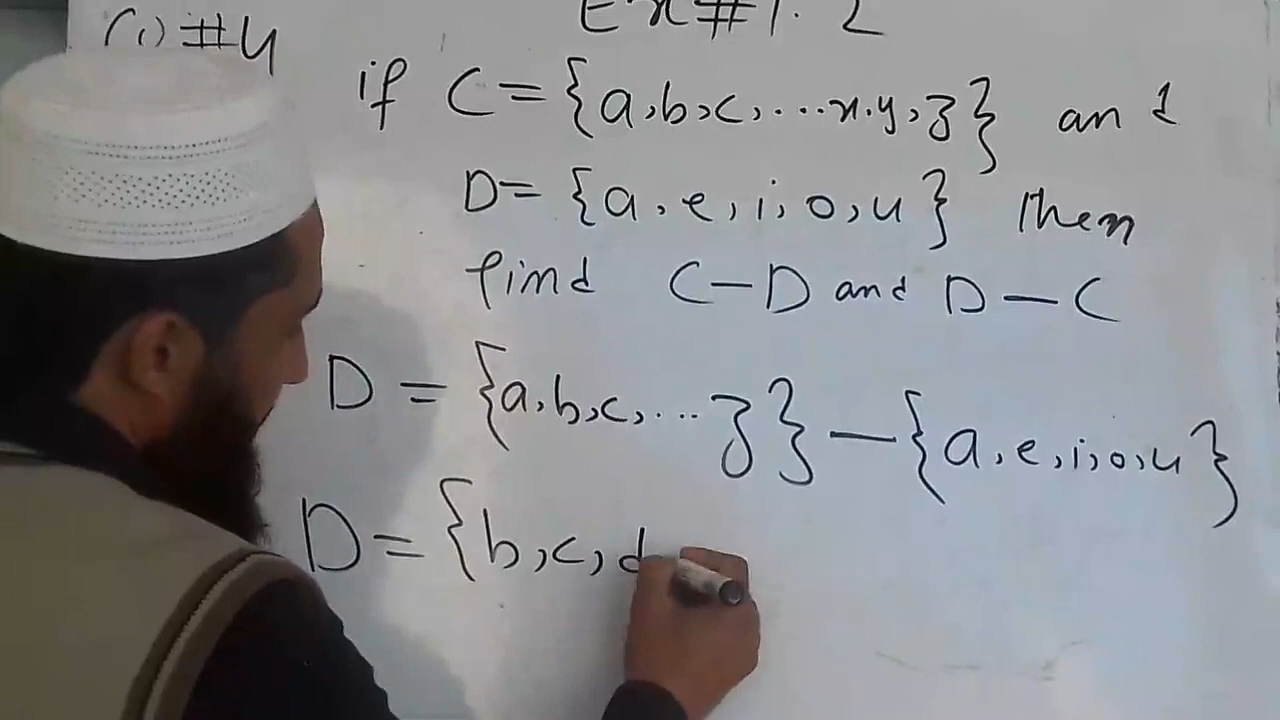 Ex#1.2
Q#4
if C={a,b,c,...x.y,z} and
D={a,e,i,o,u} then
find C-D and D-C
D={a,b,c,...z}-{a,e,i,o,u}
D={b,c,d